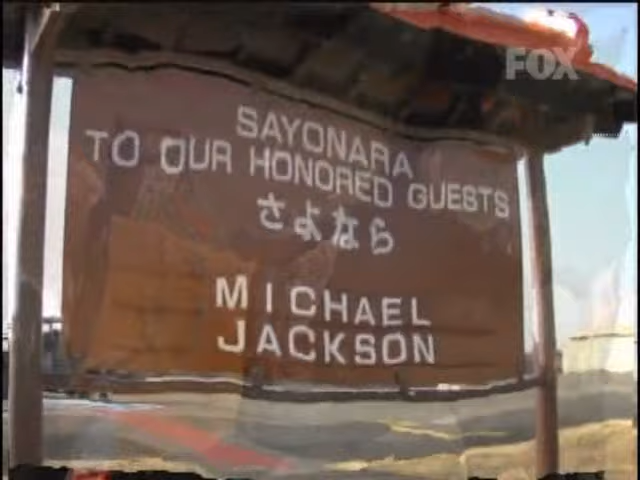 FOX
SAYONARA
TO OUR HONORED GUESTS
さよなら
MICHAEL
JACKSON